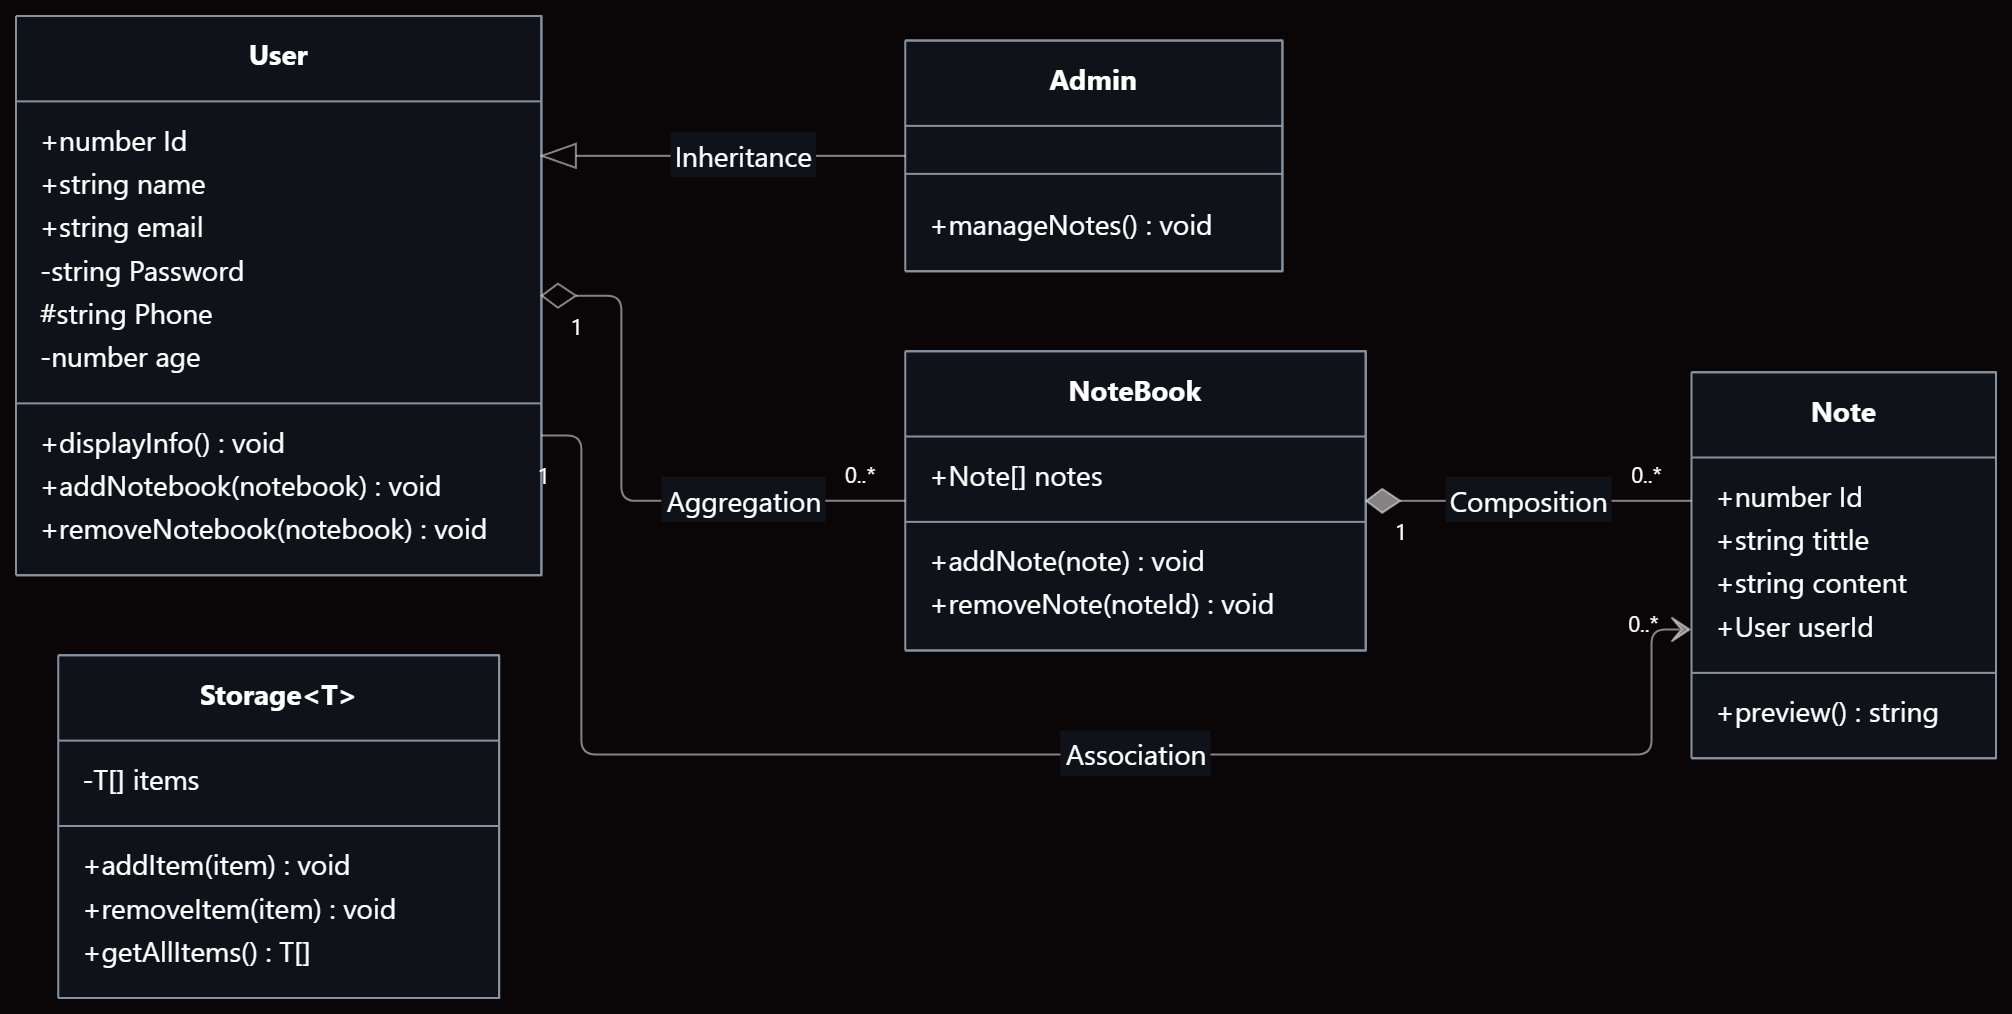 User
+number Id
+string name
+string email
-string Password
#string Phone
-number age
+displayInfo() : void
+addNotebook(notebook) : void
+removeNotebook(notebook) : void
Inheritance
Admin
+manageNotes() : void
1
Aggregation
0..*
NoteBook
+Note[] notes
+addNote(note) : void
+removeNote(noteId) : void
1
Composition
0..*
Note
+number Id
+string tittle
+string content
+User userId
+preview() : string
1
Association
0..*
Storage<T>
-T[] items
+addItem(item) : void
+removeItem(item) : void
+getAllItems() : T[]